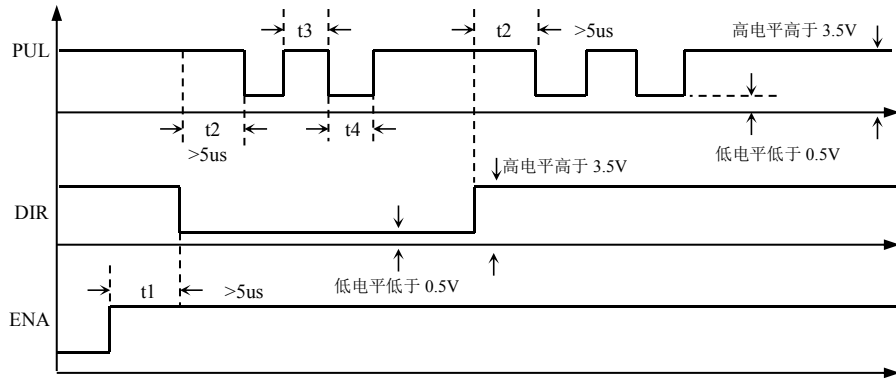 t3
t2
>5us
高电平高于 3.5V
PUL
t2
t4
>5us
低电平低于 0.5V
高电平高于 3.5V
DIR
低电平低于 0.5V
t1
>5us
ENA